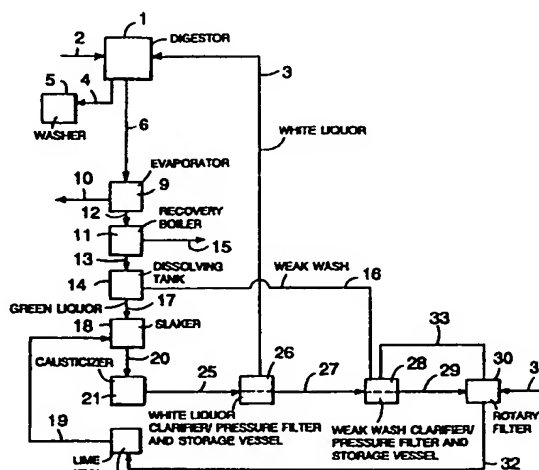 1
2
DIGESTOR
5
4
3
WASHER
6
WHITE LIQUOR
EVAPORATOR
10
9
12
RECOVERY
BOILER
11
13
15
DISSOLVING
TANK
14
WEAK WASH
16
GREEN LIQUOR
17
18
SLAKER
33
20
CAUSTICIZER
26
28
30
25
27
29
21
WHITE LIQUOR
CLARIFIER/PRESSURE FILTER
AND STORAGE VESSEL
WEAK WASH CLARIFIER/
PRESSURE FILTER AND
STORAGE VESSEL
ROTARY
FILTER
19
LIME
32